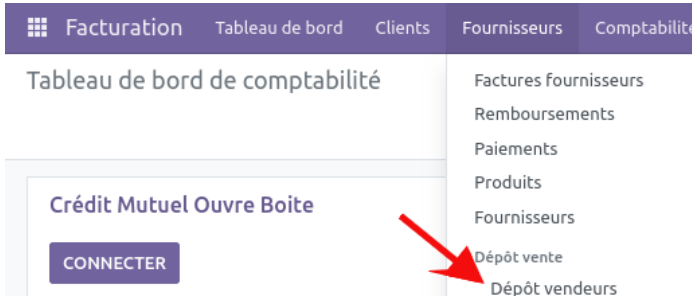 Facturation Tableau de bord Clients Fournisseurs Comptabilité
Tableau de bord de comptabilité
Factures fournisseurs
Remboursements
Paiements
Produits
Fournisseurs
Crédit Mutuel Ouvre Boite
CONNECTER
Dépôt vente
Dépôt vendeurs